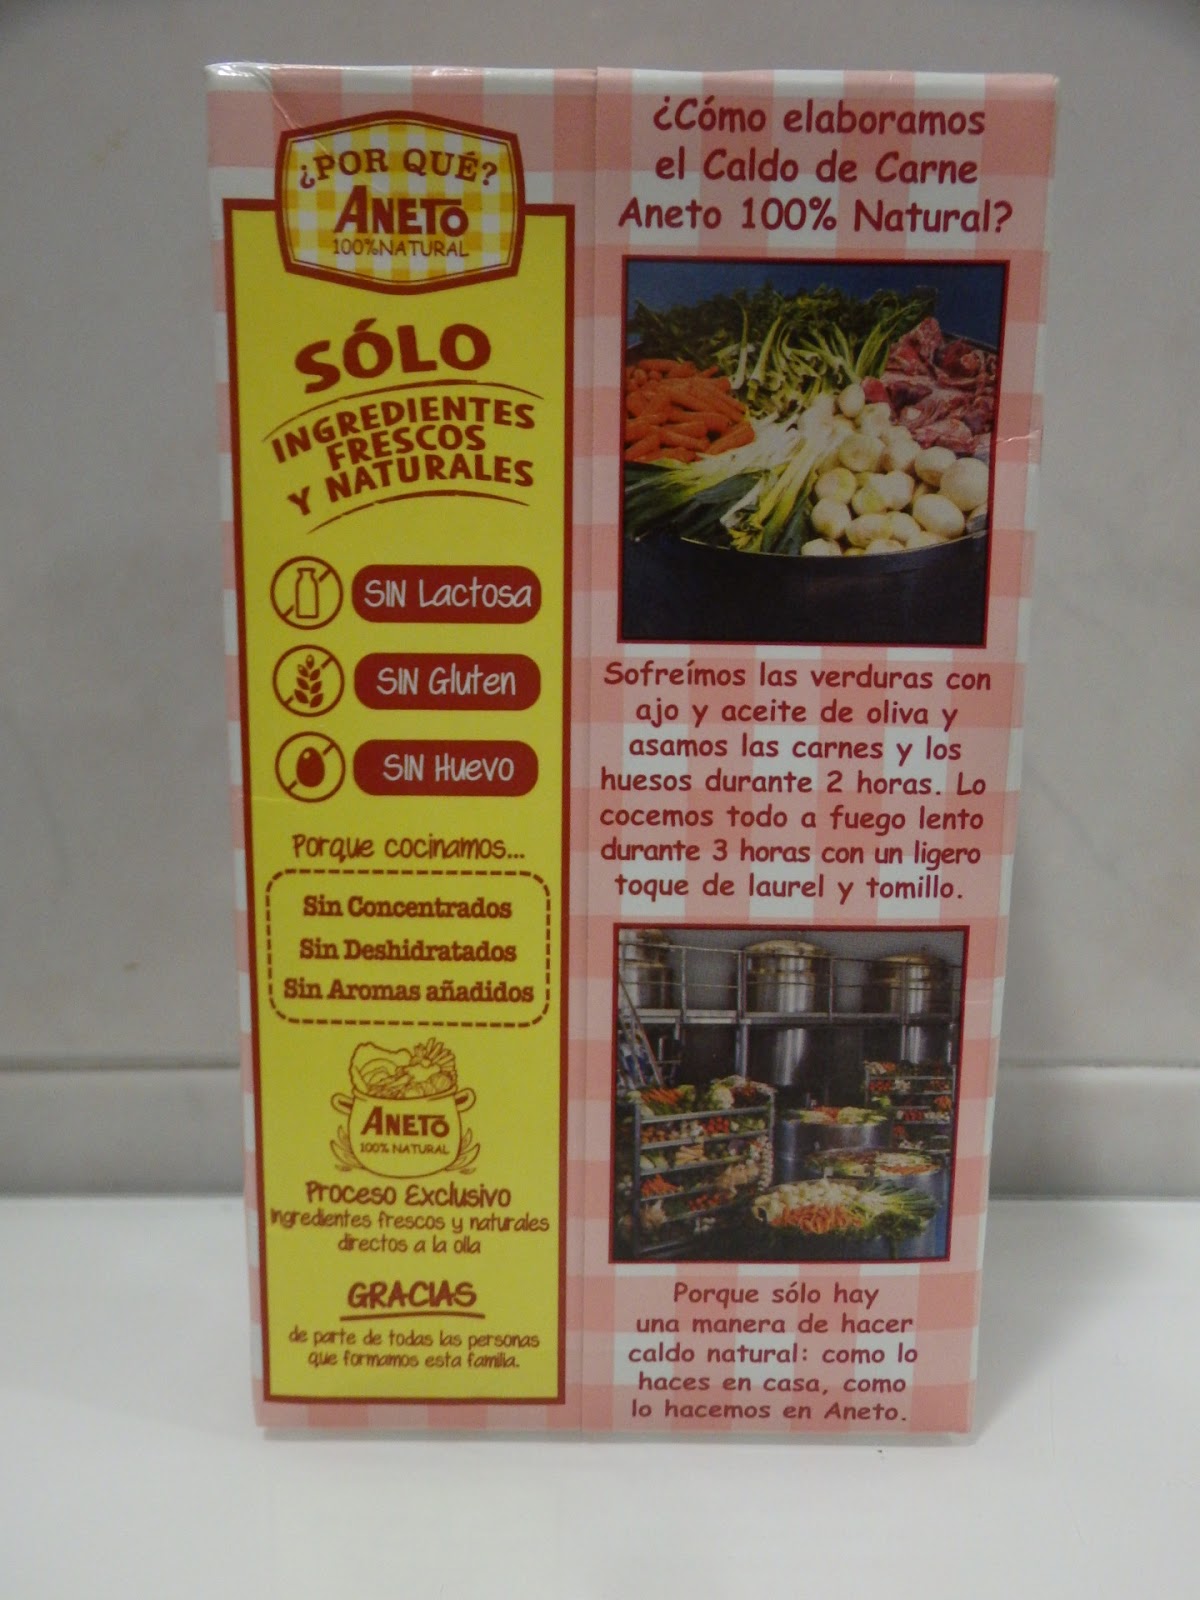 ¿POR QUÉ?
ANETO
100%NATURAL
SÓLO
INGREDIENTES
FRESCOS
Y NATURALES
SIN Lactosa
SIN Gluten
SIN Huevo
Porque cocinamos...
Sin Concentrados
Sin Deshidratados
Sin Aromas añadidos
ANETO
100% NATURAL
Proceso Exclusivo
Ingredientes frescos y naturales
directos a la olla
GRACIAS
de parte de todas las personas
que formamos esta familia.
¿Cómo elaboramos
el Caldo de Carne
Aneto 100% Natural?
Sofreímos las verduras con
ajo y aceite de oliva y
asamos las carnes y los
huesos durante 2 horas. Lo
cocemos todo a fuego lento
durante 3 horas con un ligero
toque de laurel y tomillo.
Porque sólo hay
una manera de hacer
caldo natural: como lo
haces en casa, como
lo hacemos en Aneto.